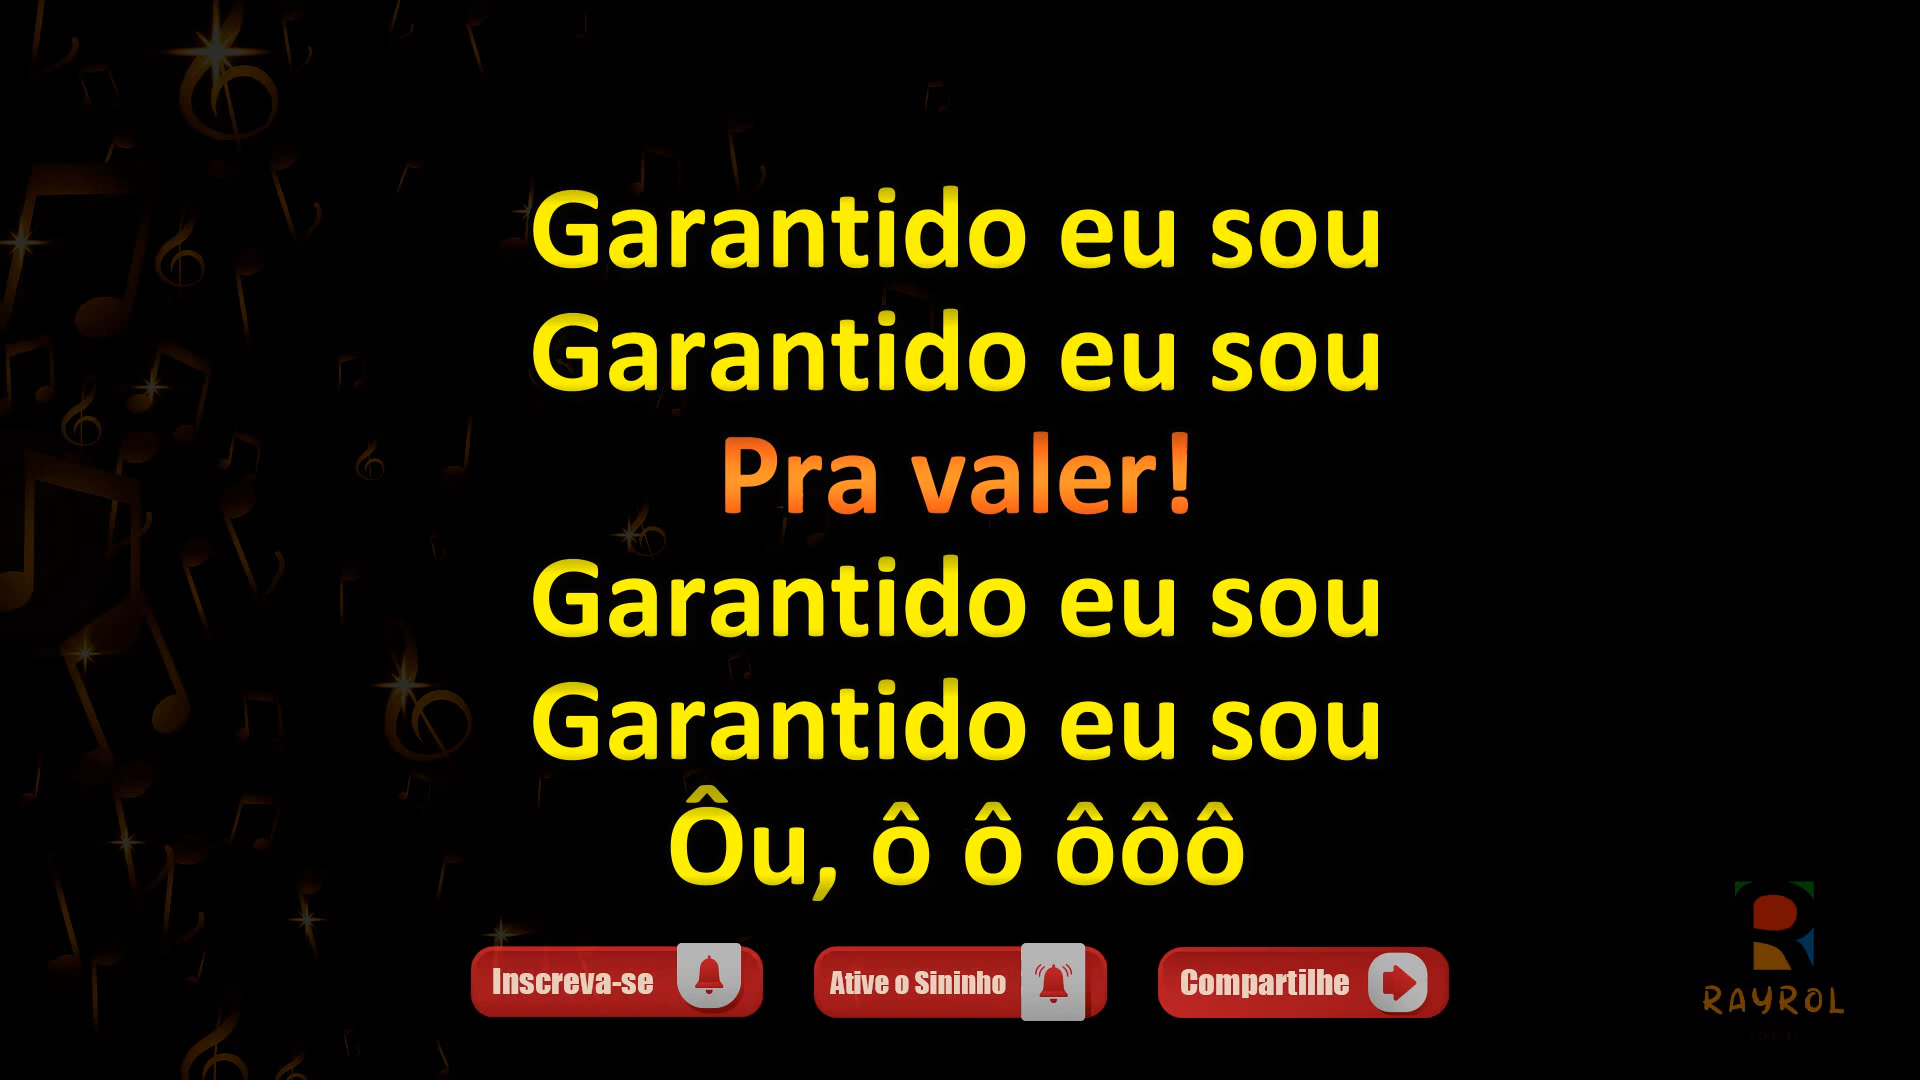 Garantido eu sou
Garantido eu sou
Pra valer!
Garantido eu sou
Garantido eu sou
Ôu, ô ô ôôô
Inscreva-se
Ative o Sininho
Compartilhe
RAYROL